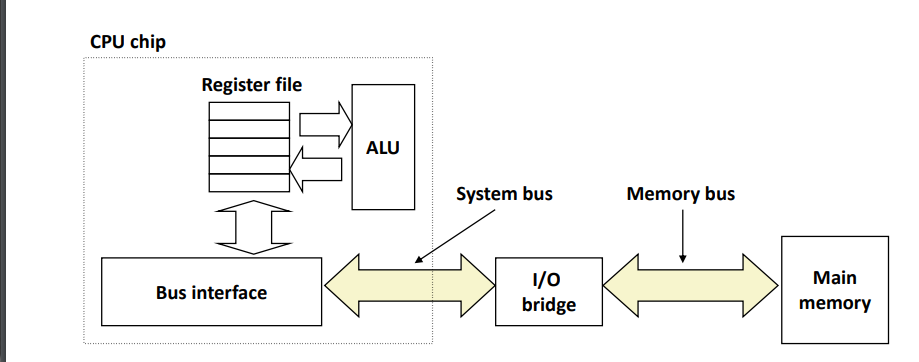 CPU chip
Register file
ALU
System bus
Memory bus
Bus interface
I/O
bridge
Main
memory